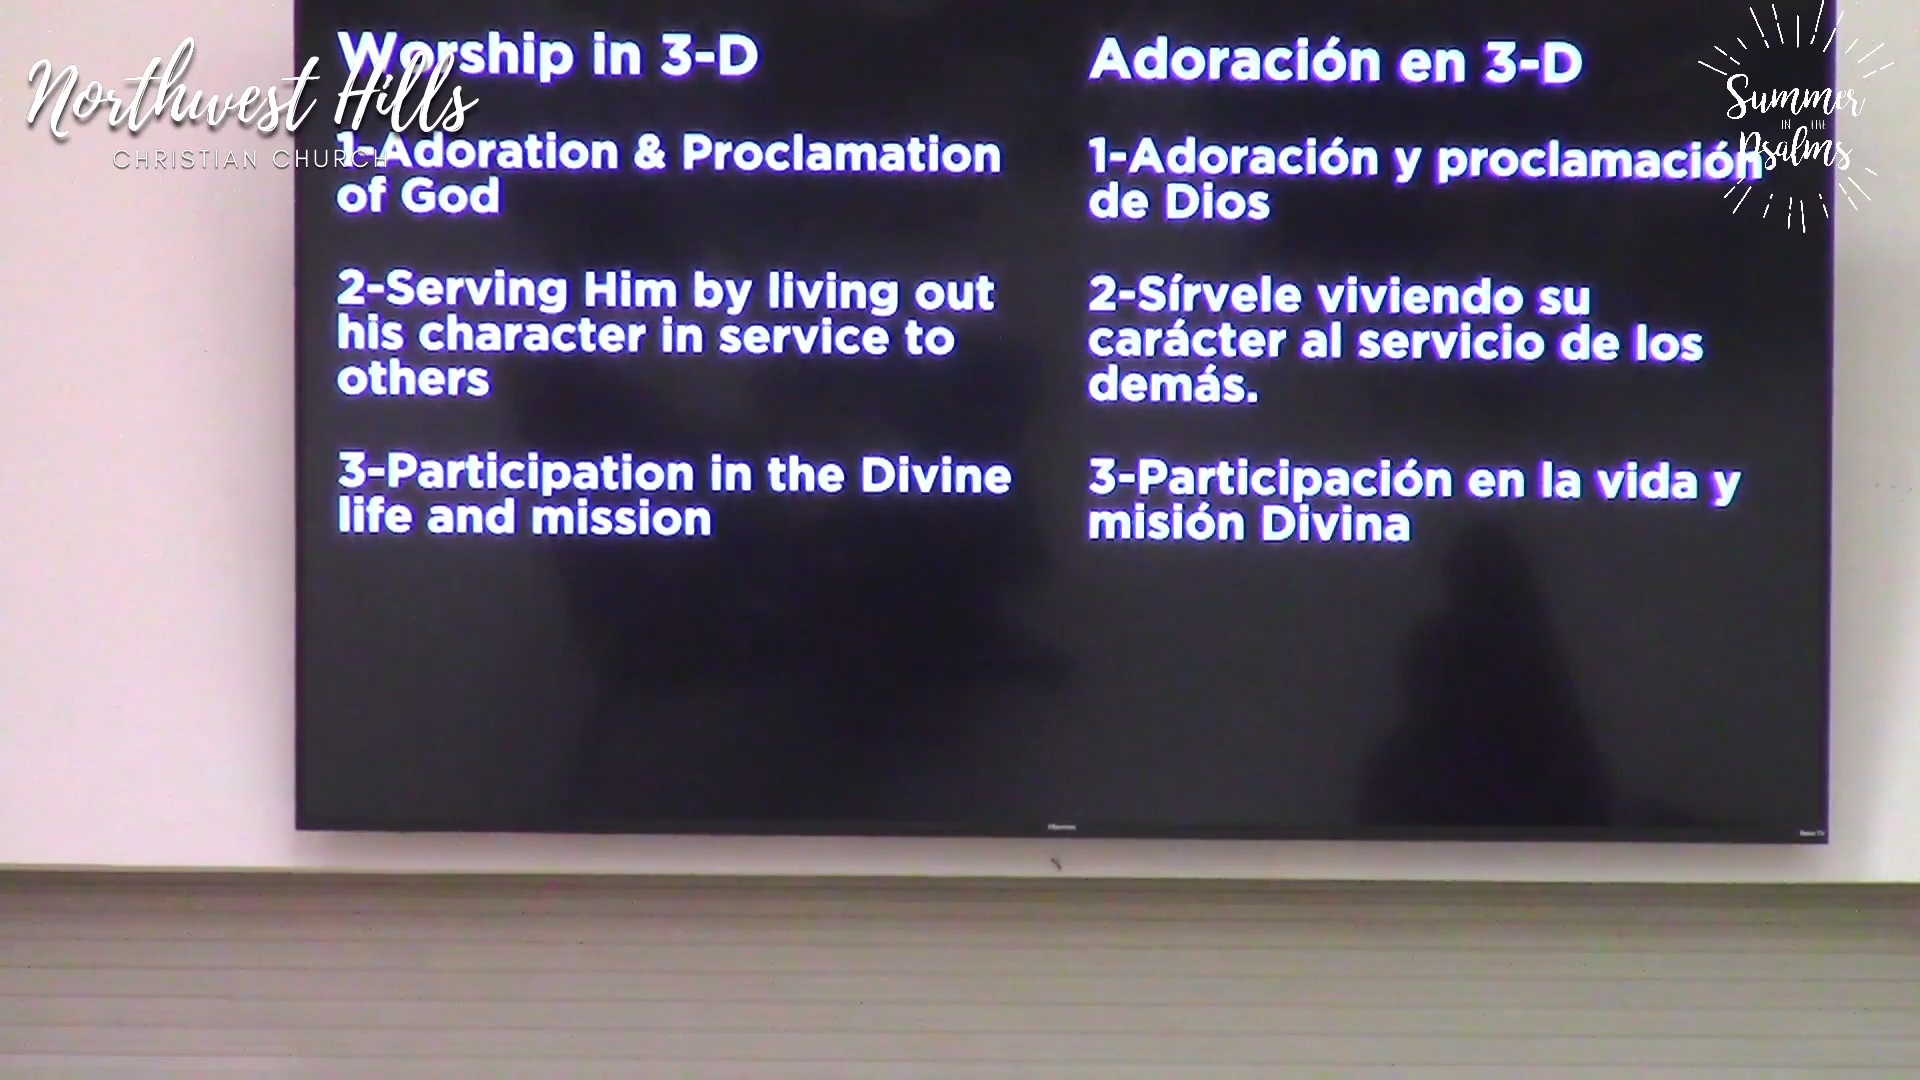 Northwest Hills
CHRISTIAN CHURCH
Summer
IN THE
Psalms
Worship in 3-D
1-Adoration & Proclamation
of God
2-Serving Him by living out
his character in service to
others
3-Participation in the Divine
life and mission
Adoración en 3-D
1-Adoración y proclamación
de Dios
2-Sírvele viviendo su
carácter al servicio de los
demás.
3-Participación en la vida y
misión Divina
Hisense
Roku TV